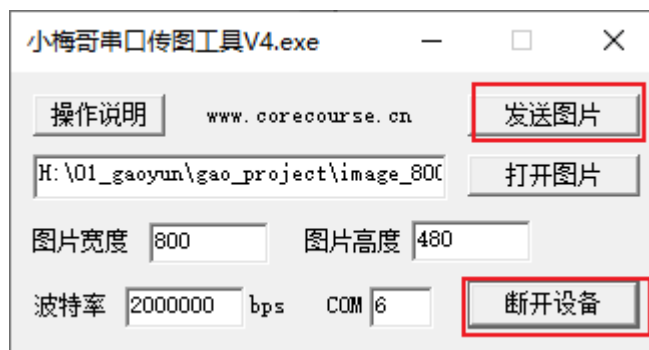 小梅哥串口传图工具V4.exe
操作说明 www.corecourse.cn 发送图片
H:\01_gaoyun\gao_project\image_800 打开图片
图片宽度 800 图片高度 480
波特率 2000000 bps COM 6 断开设备